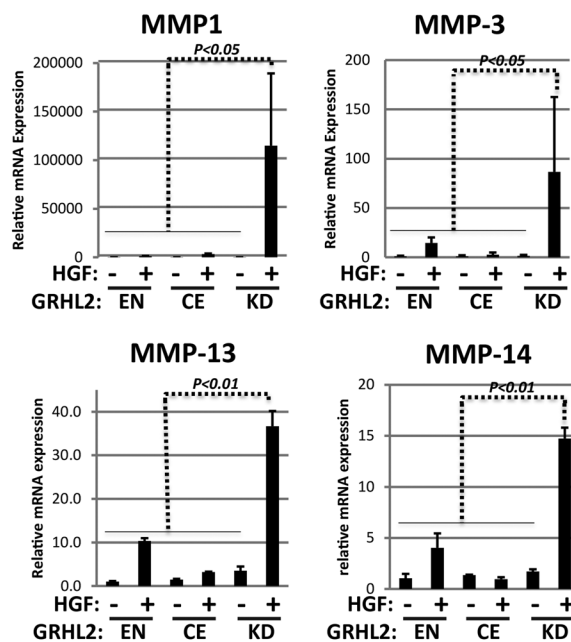 MMP1
P<0.05
Relative mRNA Expression
200000
150000
100000
50000
0
HGF: - + - + - +
GRHL2: EN CE KD
MMP-3
P<0.05
Relative mRNA Expression
200
150
100
50
0
HGF: - + - + - +
GRHL2: EN CE KD
MMP-13
P<0.01
Relative mRNA expression
40.0
30.0
20.0
10.0
0.0
HGF: - + - + - +
GRHL2: EN CE KD
MMP-14
P<0.01
relative mRNA expression
20
15
10
5
0
HGF: - + - + - +
GRHL2: EN CE KD